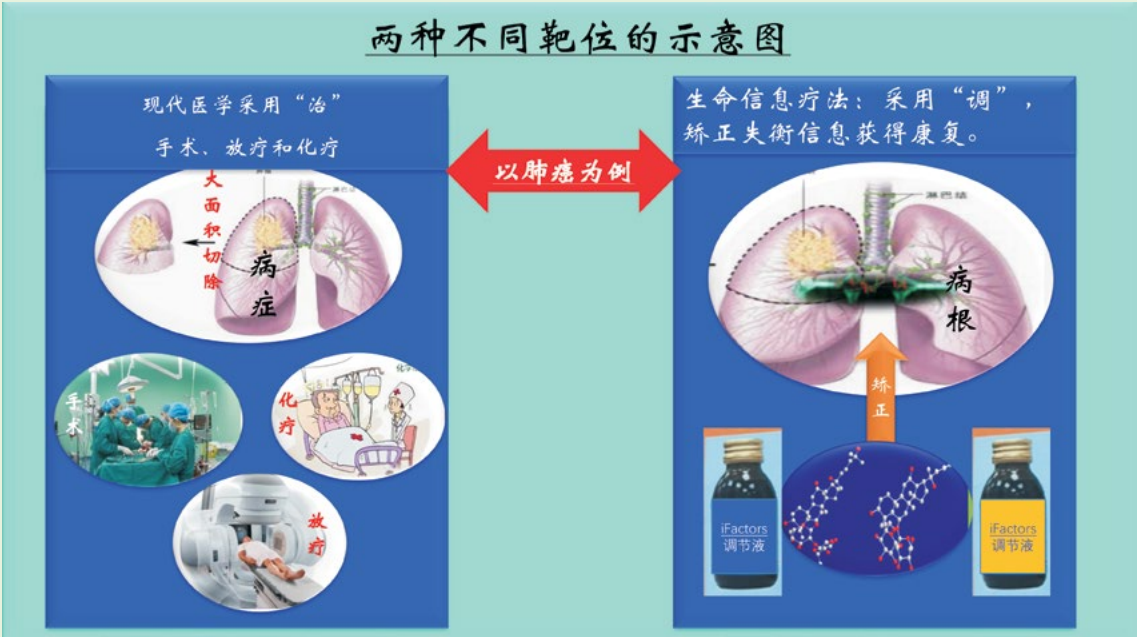 两种不同靶位的示意图
现代医学采用“治”
手术、放疗和化疗
大面积切除
淋巴结
病症
手术
化疗
放疗
以肺癌为例
生命信息疗法：采用“调”，
矫正失衡信息获得康复。
淋巴结
病根
矫正
iFactors
调节液
iFactors
调节液